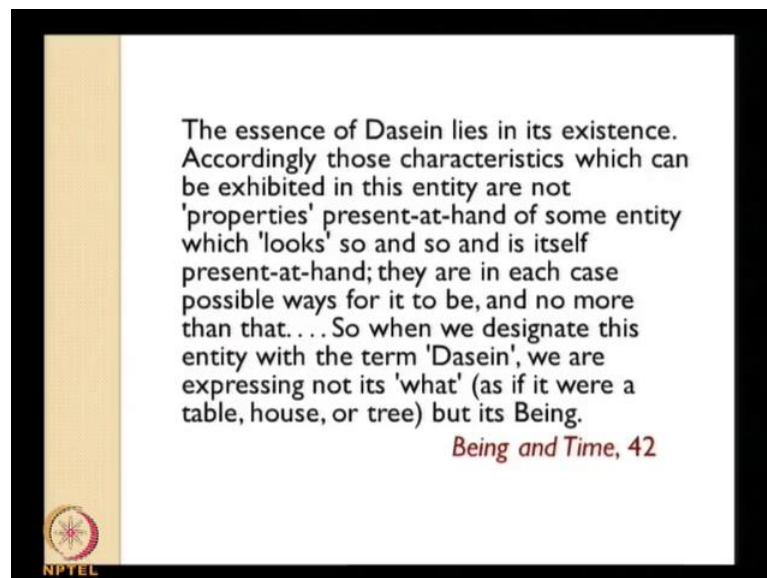 The essence of Dasein lies in its existence.
Accordingly those characteristics which can
be exhibited in this entity are not
'properties' present-at-hand of some entity
which 'looks' so and so and is itself
present-at-hand; they are in each case
possible ways for it to be, and no more
than that. . . . So when we designate this
entity with the term 'Dasein', we are
expressing not its 'what' (as if it were a
table, house, or tree) but its Being.
Being and Time, 42
NPTEL